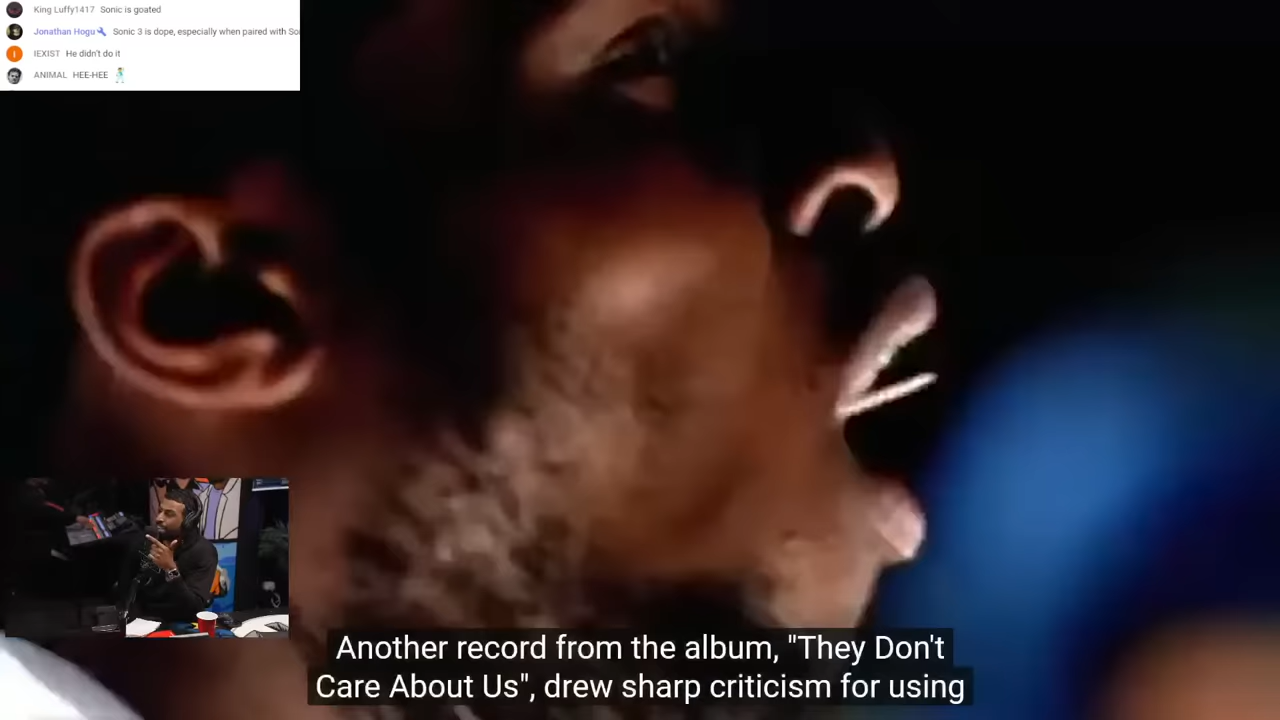 King Luffy1417 Sonic is goated
Jonathan Hogu Sonic 3 is dope, especially when paired with
IEXIST He didn't do it
ANIMAL HEE-HEE
Another record from the album, "They Don't
Care About Us", drew sharp criticism for using